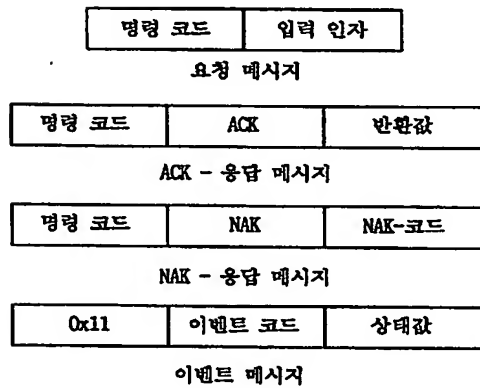 명령 코드 입력 인자
요청 메시지
명령 코드 ACK 반환값
ACK - 응답 메시지
명령 코드 NAK NAK-코드
NAK - 응답 메시지
0x11 이벤트 코드 상태값
이벤트 메시지